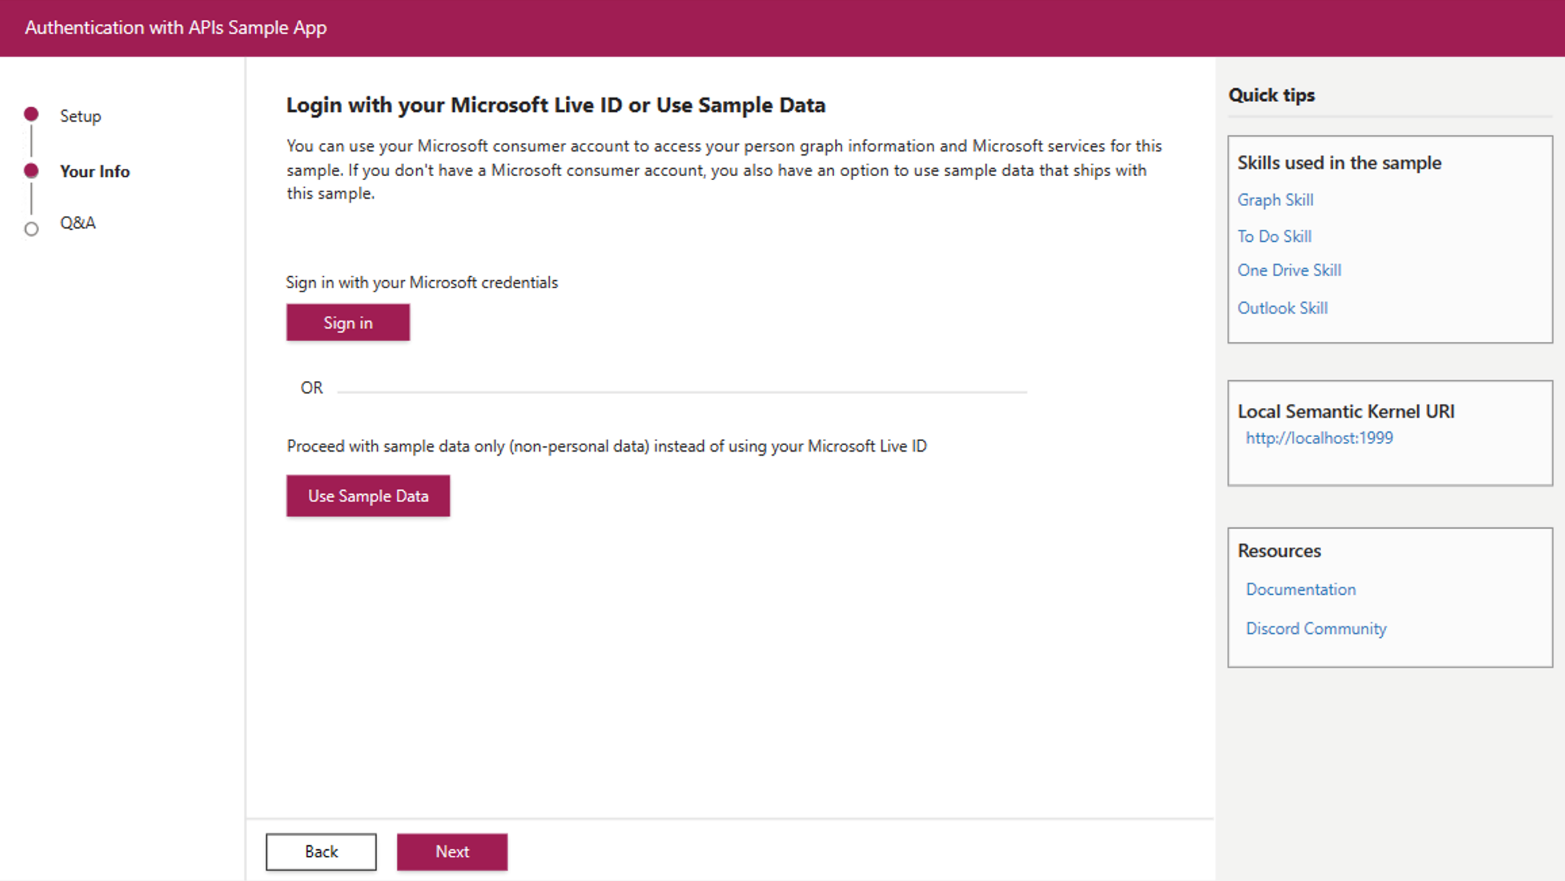 Authentication with APIs Sample App
Setup
Your Info
Q&A
Login with your Microsoft Live ID or Use Sample Data
You can use your Microsoft consumer account to access your person graph information and Microsoft services for this
sample. If you don't have a Microsoft consumer account, you also have an option to use sample data that ships with
this sample.
Sign in with your Microsoft credentials
Sign in
OR
Proceed with sample data only (non-personal data) instead of using your Microsoft Live ID
Use Sample Data
Back
Next
Quick tips
Skills used in the sample
Graph Skill
To Do Skill
One Drive Skill
Outlook Skill
Local Semantic Kernel URI
http://localhost:1999
Resources
Documentation
Discord Community